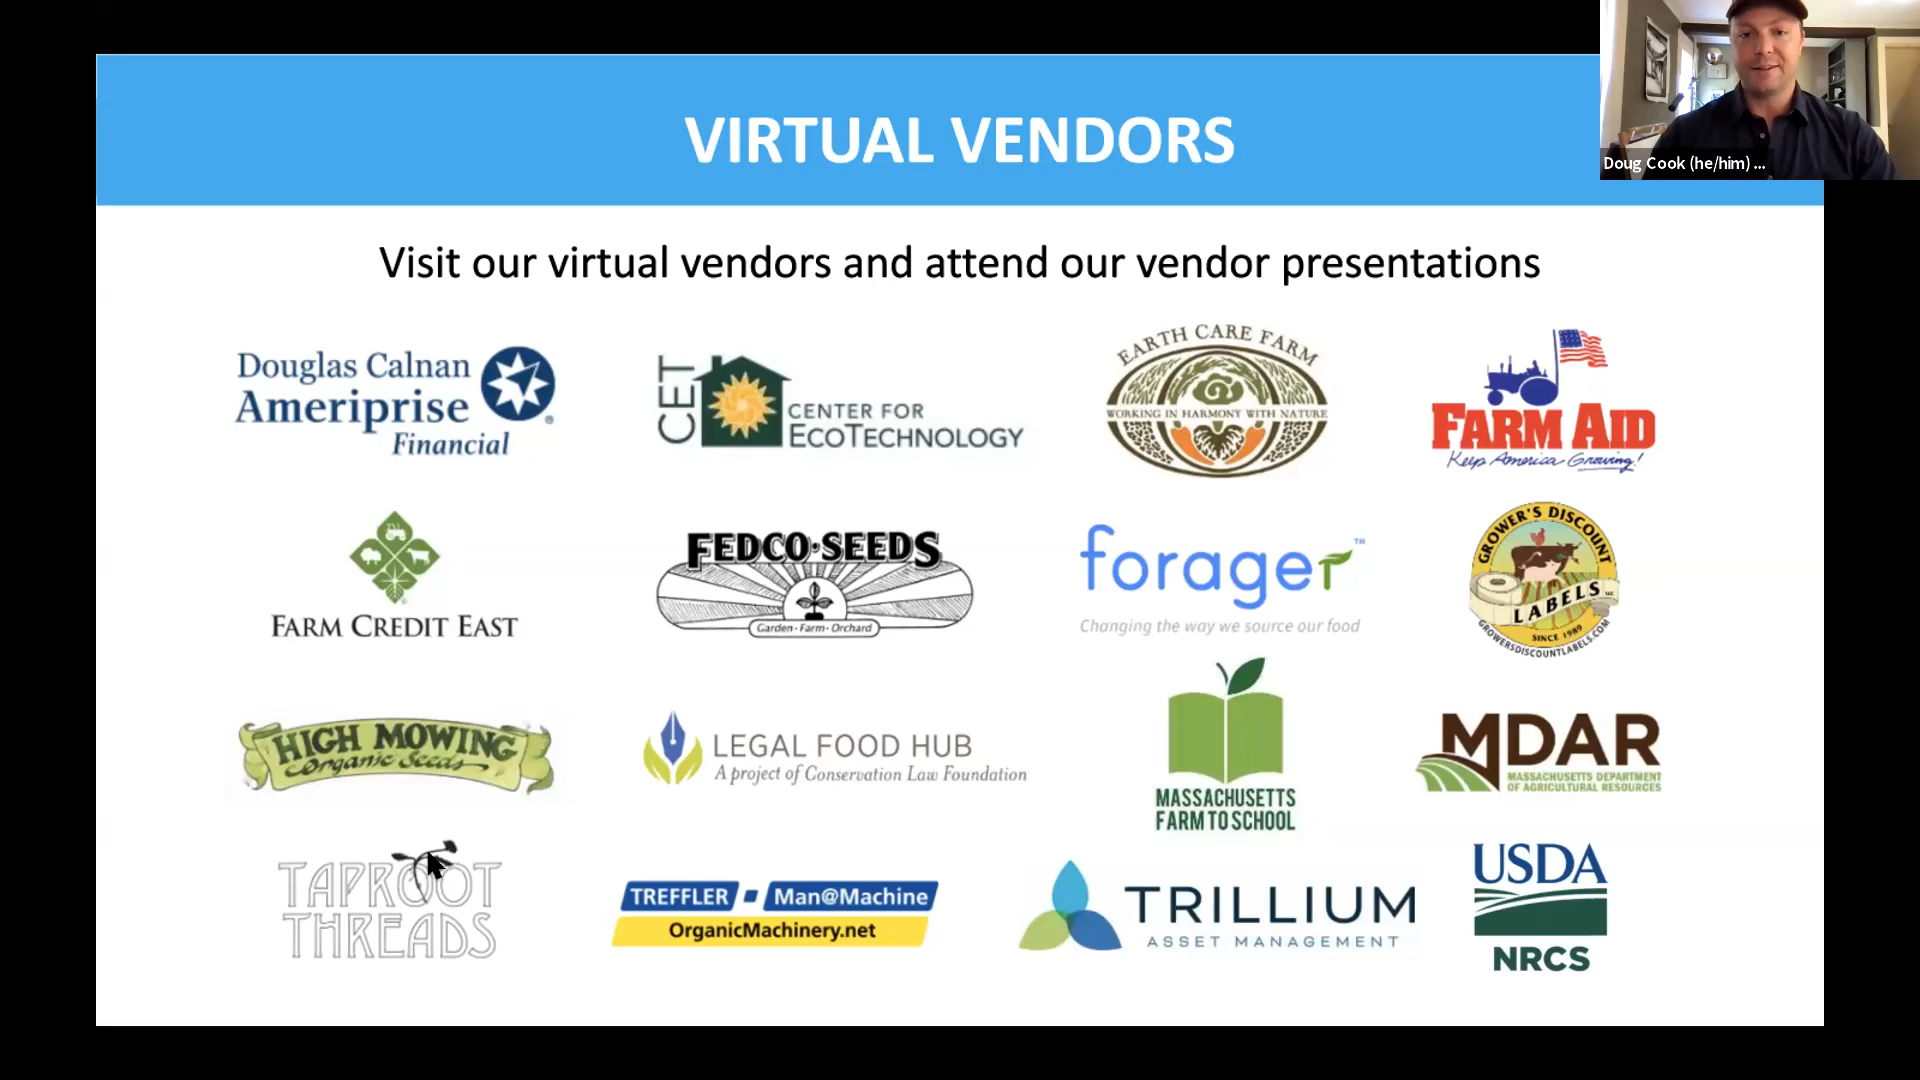 VIRTUAL VENDORS
Doug Cook (he/him) ...
Visit our virtual vendors and attend our vendor presentations
Douglas Calnan
Ameriprise
Financial
CET
CENTER FOR
ECOTECHNOLOGY
EARTH CARE FARM
WORKING IN HARMONY WITH NATURE
FARM AID
Keep America Growing!
FARM CREDIT EAST
FEDCO·SEEDS
Garden·Farm·Orchard
forager™
Changing the way we source our food
GROWER'S DISCOUNT
LABELS LLC
SINCE 1989
GROWERSDISCOUNTLABELS.COM
HIGH MOWING
Organic Seeds
LEGAL FOOD HUB
A project of Conservation Law Foundation
MASSACHUSETTS
FARM TO SCHOOL
MDAR
MASSACHUSETTS DEPARTMENT
OF AGRICULTURAL RESOURCES
TAPROOT
THREADS
TREFFLER ▪ Man@Machine
OrganicMachinery.net
TRILLIUM
ASSET MANAGEMENT
USDA
NRCS